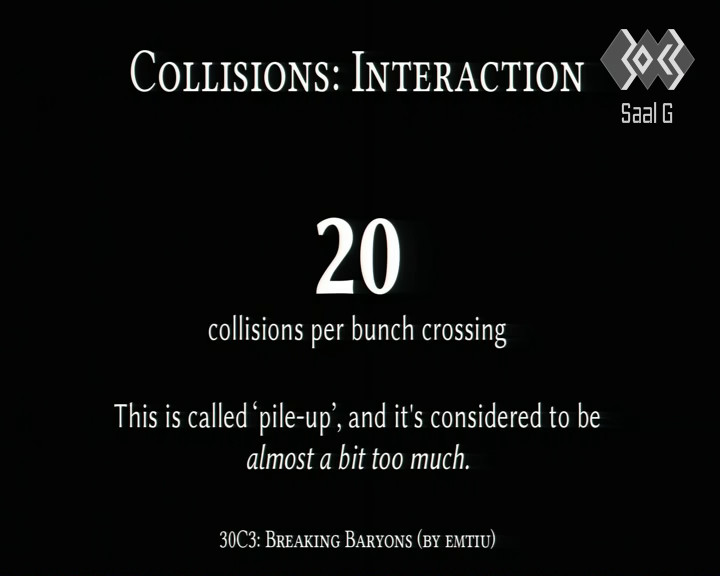 Collisions: Interaction
30C3
Saal G
20
collisions per bunch crossing
This is called ‘pile-up’, and it's considered to be
almost a bit too much.
30C3: Breaking Baryons (by emtiu)